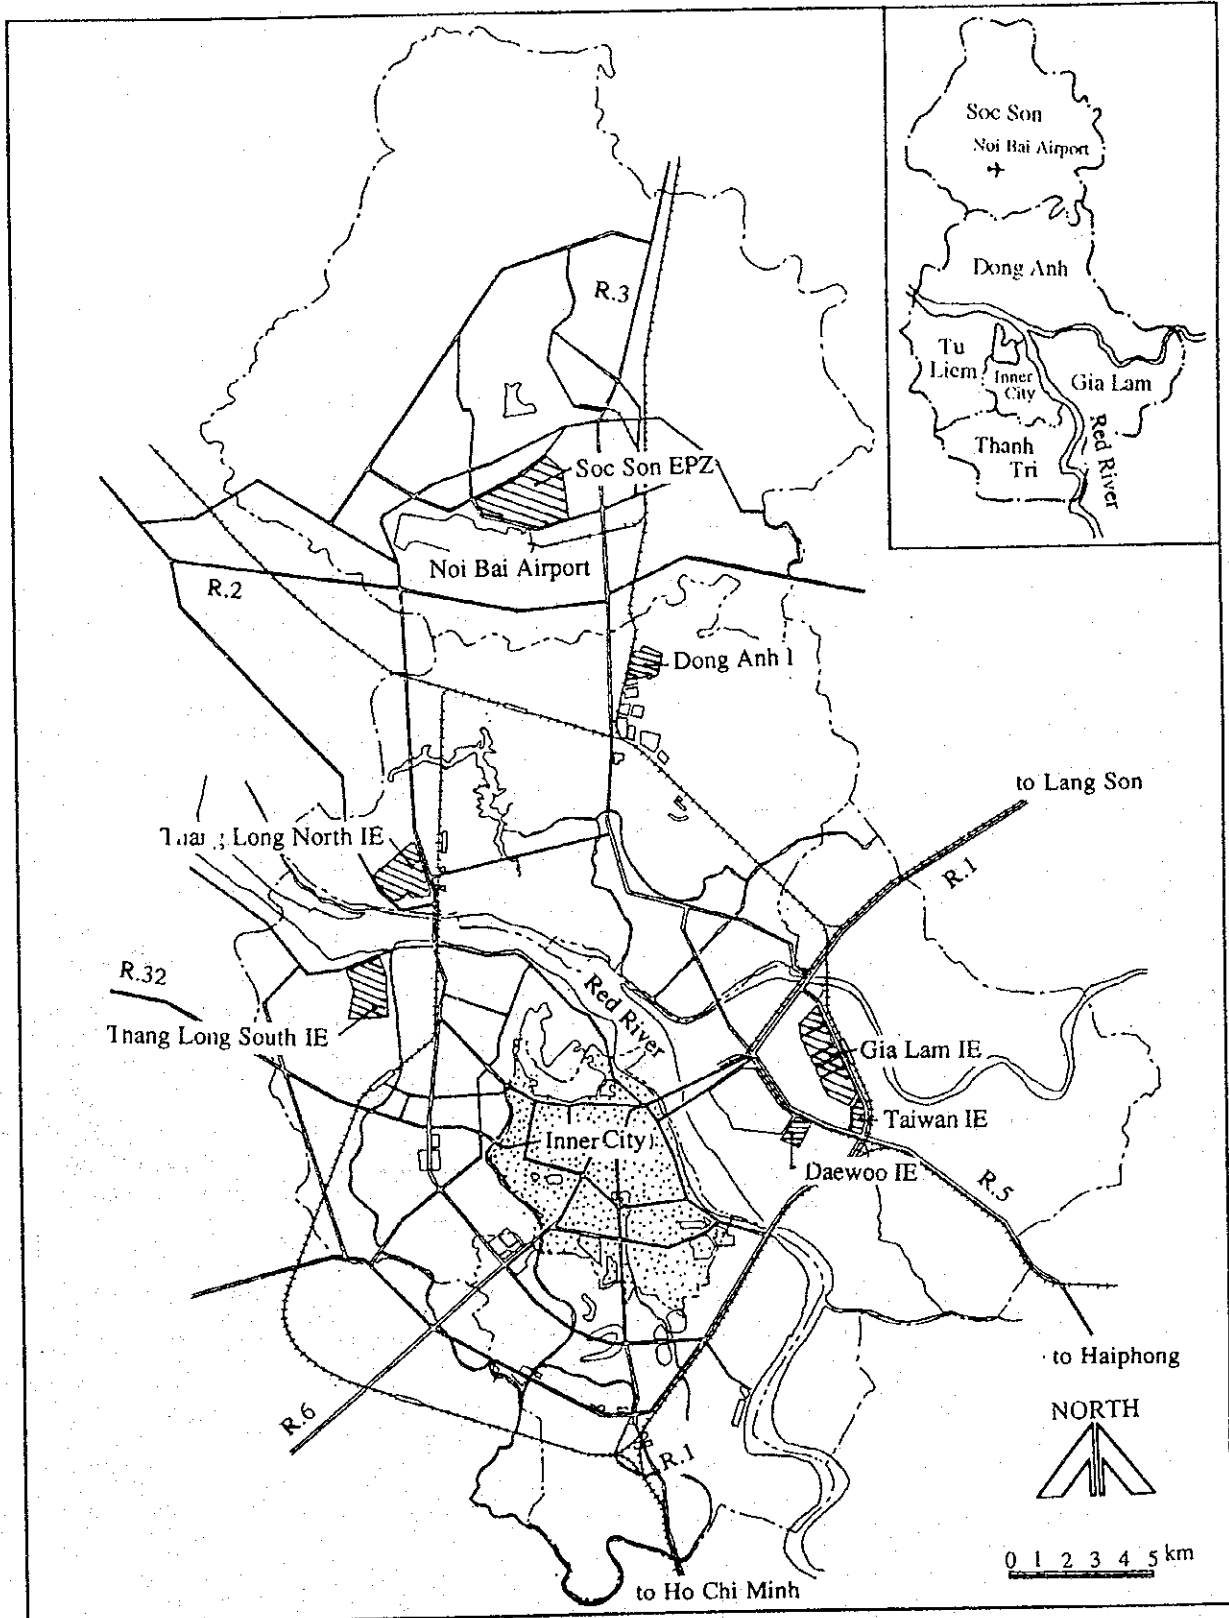 Soc Son
Noi Bai Airport
Dong Anh
Tu
Liem
Inner
City
Gia Lam
Thanh
Tri
Red River
R.3
Soc Son EPZ
Noi Bai Airport
R.2
Dong Anh 1
to Lang Son
Thang Long North IE
R.1
R.32
Red River
Thang Long South IE
Gia Lam IE
Taiwan IE
Inner City
Daewoo IE
R.5
to Haiphong
R.6
NORTH
R.1
0 1 2 3 4 5 km
to Ho Chi Minh